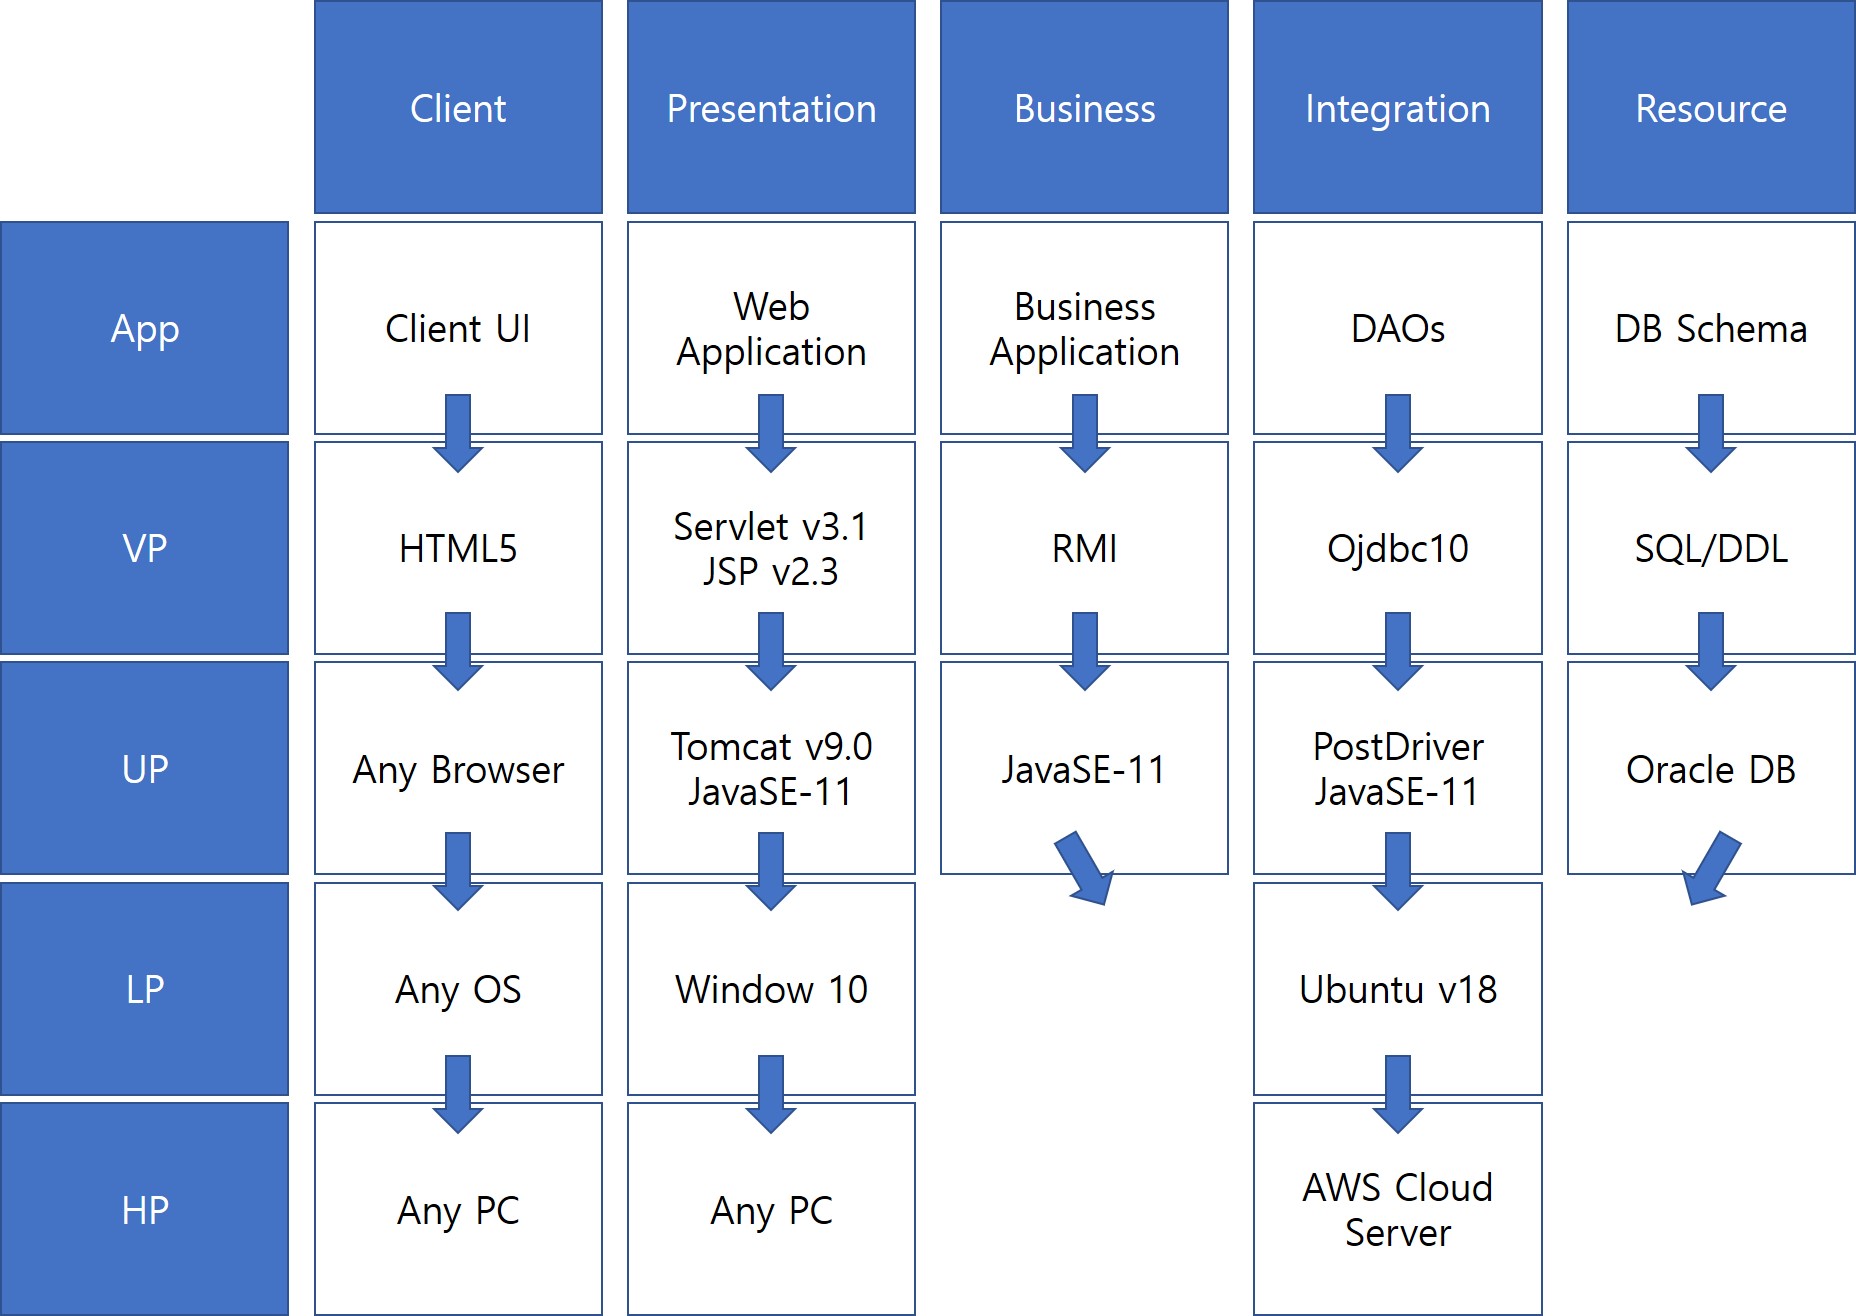 Client
Presentation
Business
Integration
Resource
App
Client UI
Web
Application
Business
Application
DAOs
DB Schema
VP
HTML5
Servlet v3.1
JSP v2.3
RMI
Ojdbc10
SQL/DDL
UP
Any Browser
Tomcat v9.0
JavaSE-11
JavaSE-11
PostDriver
JavaSE-11
Oracle DB
LP
Any OS
Window 10
Ubuntu v18
HP
Any PC
Any PC
AWS Cloud
Server